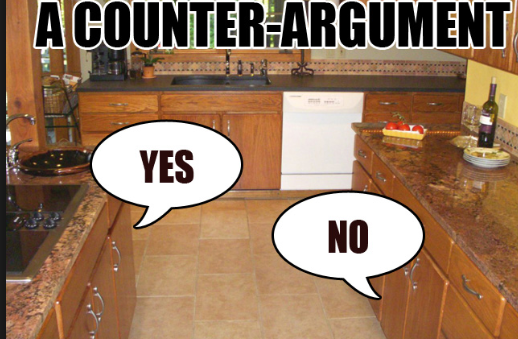 A COUNTER-ARGUMENT
YES
NO